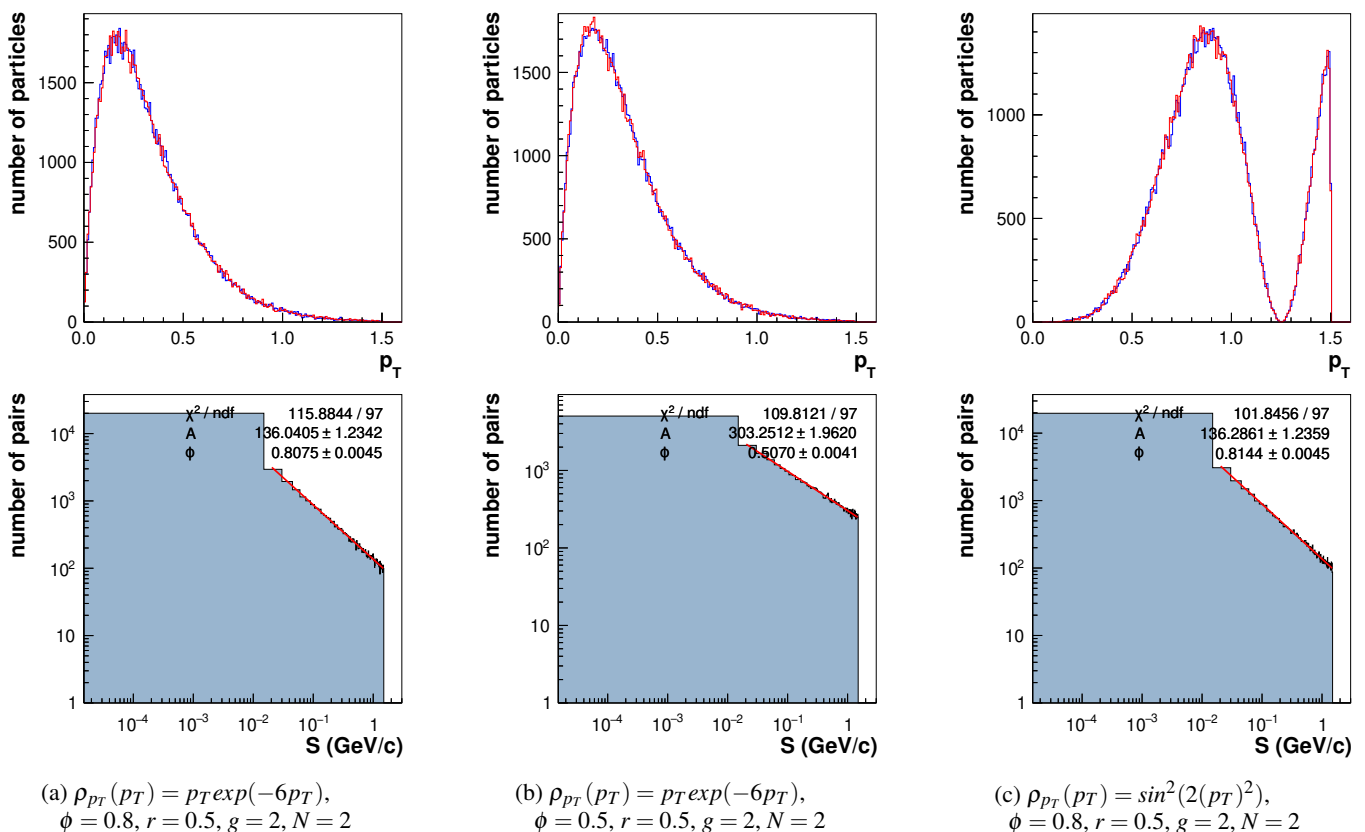 number of particles
1500
1000
500
0
0.0 0.5 1.0 1.5
p_T
number of particles
1500
1000
500
0
0.0 0.5 1.0 1.5
p_T
number of particles
1000
500
0
0.0 0.5 1.0 1.5
p_T
number of pairs
χ² / ndf 115.8844 / 97
A 136.0405 ± 1.2342
ϕ 0.8075 ± 0.0045
10⁴
10³
10²
10
1
10⁻⁴ 10⁻³ 10⁻² 10⁻¹ 1
S (GeV/c)
number of pairs
χ² / ndf 109.8121 / 97
A 303.2512 ± 1.9620
ϕ 0.5070 ± 0.0041
10³
10²
10
1
10⁻⁴ 10⁻³ 10⁻² 10⁻¹ 1
S (GeV/c)
number of pairs
χ² / ndf 101.8456 / 97
A 136.2861 ± 1.2359
ϕ 0.8144 ± 0.0045
10⁴
10³
10²
10
1
10⁻⁴ 10⁻³ 10⁻² 10⁻¹ 1
S (GeV/c)
(a) ρ_{p_T}(p_T) = p_T exp(−6p_T),
ϕ = 0.8, r = 0.5, g = 2, N = 2
(b) ρ_{p_T}(p_T) = p_T exp(−6p_T),
ϕ = 0.5, r = 0.5, g = 2, N = 2
(c) ρ_{p_T}(p_T) = sin²(2(p_T)²),
ϕ = 0.8, r = 0.5, g = 2, N = 2